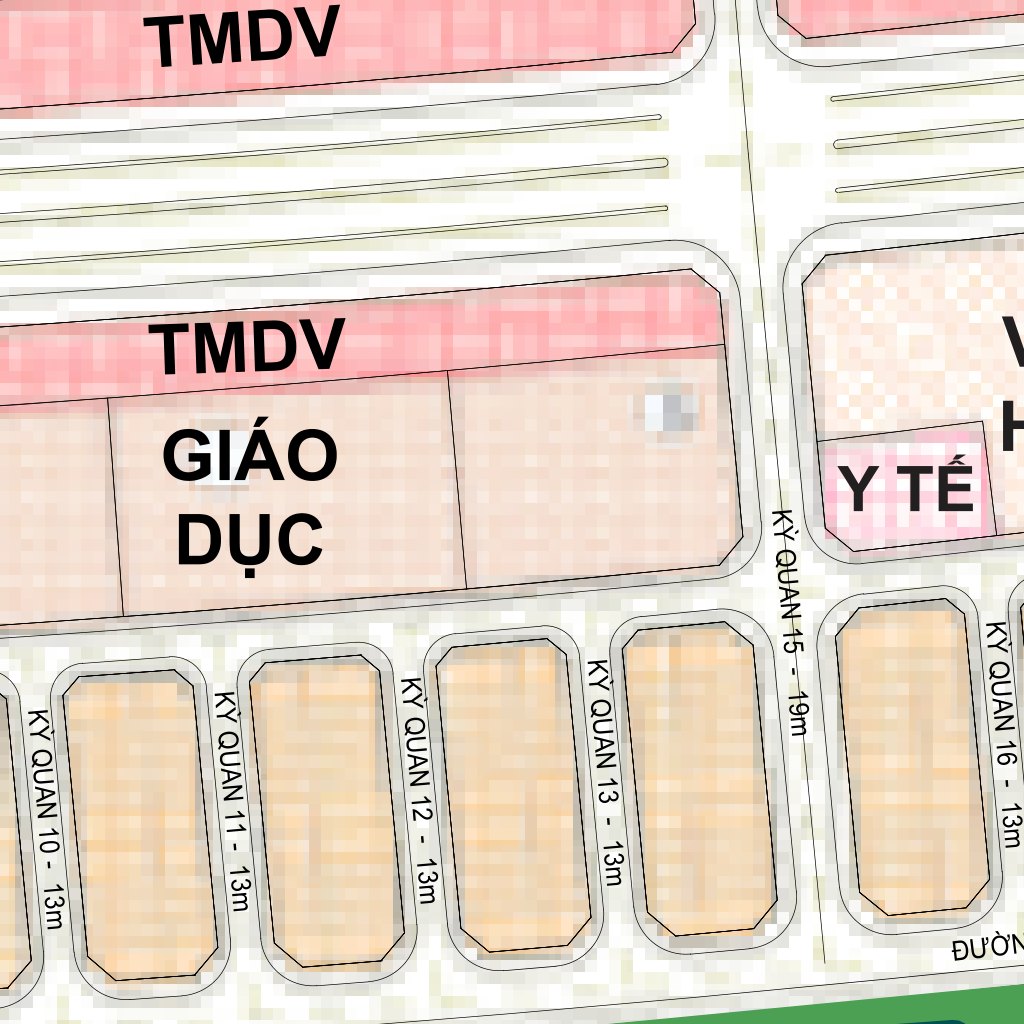 TMDV
TMDV
GIÁO
DỤC
Y TẾ
KỲ QUAN 10 - 13m
KỲ QUAN 11 - 13m
KỲ QUAN 12 - 13m
KỲ QUAN 13 - 13m
KỲ QUAN 15 - 19m
KỲ QUAN 16 - 13m